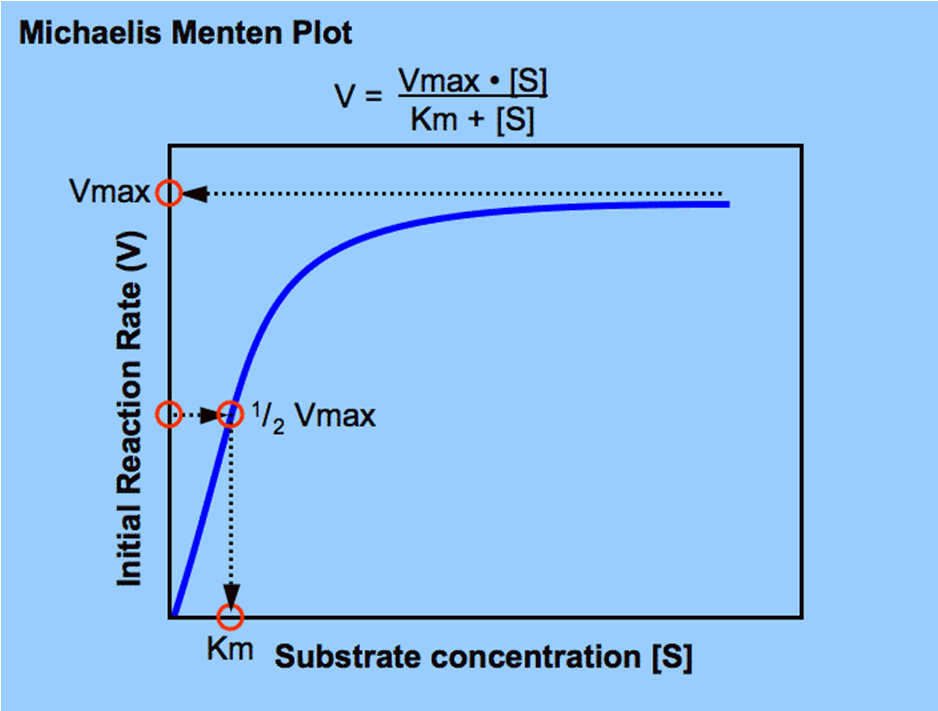 Michaelis Menten Plot
V = Vmax • [S]
Km + [S]
Vmax
Initial Reaction Rate (V)
1/2 Vmax
Km
Substrate concentration [S]